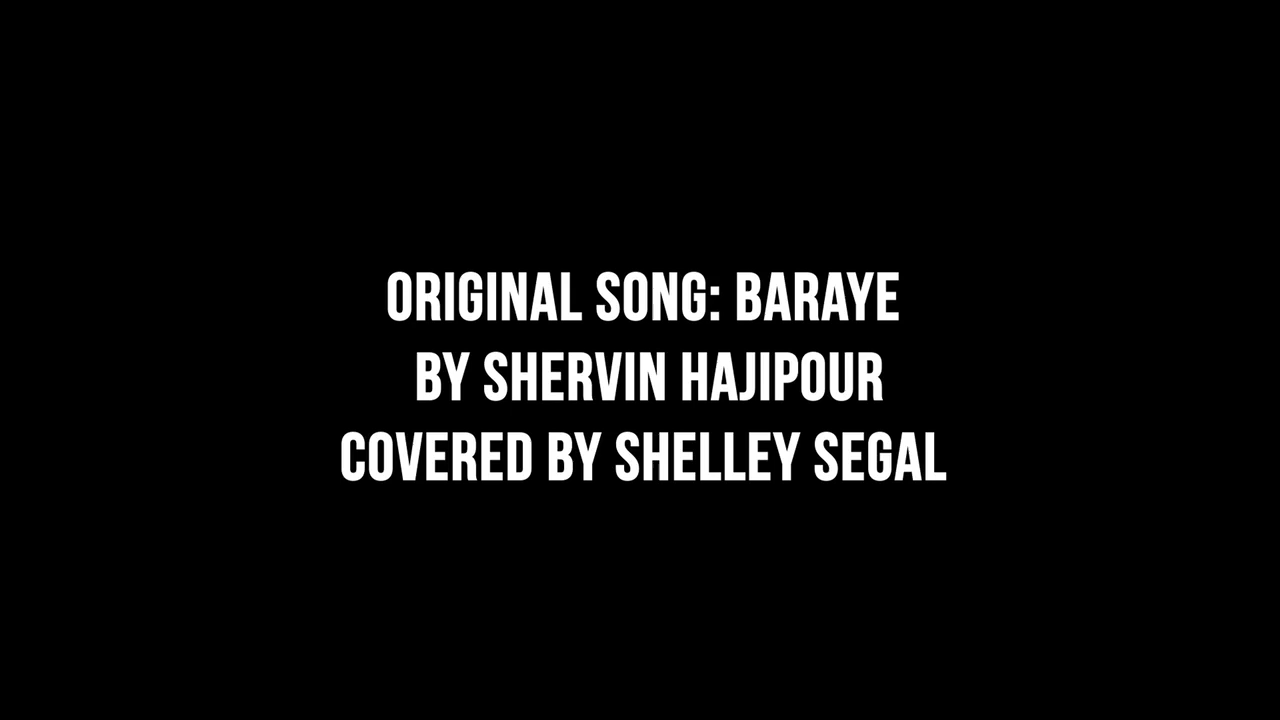 ORIGINAL SONG: BARAYE
BY SHERVIN HAJIPOUR
COVERED BY SHELLEY SEGAL